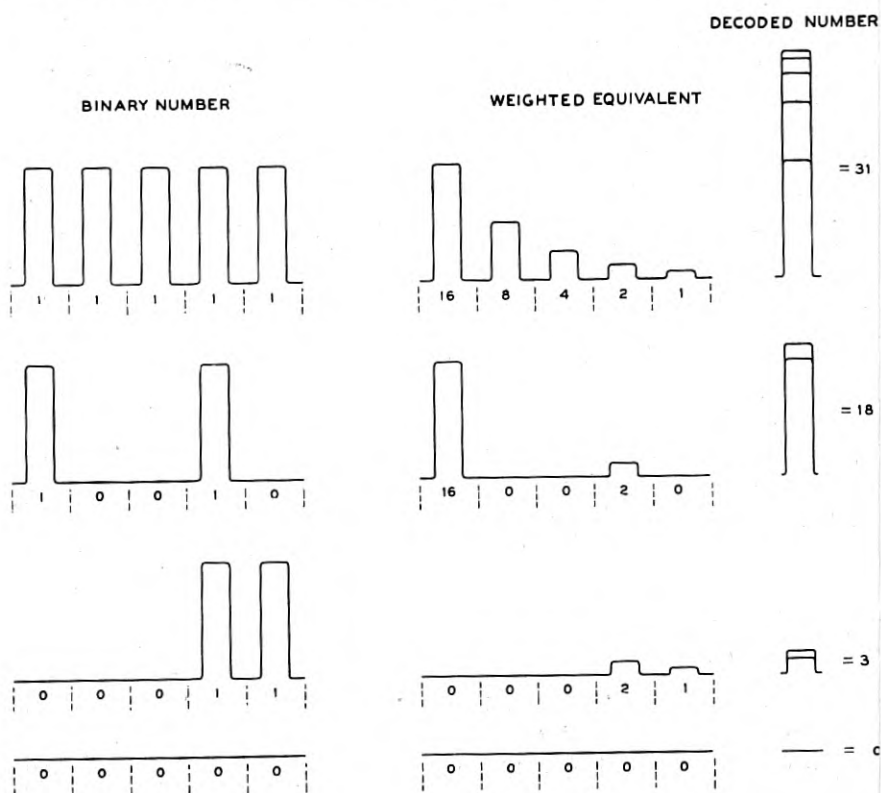 DECODED NUMBER
BINARY NUMBER
WEIGHTED EQUIVALENT
= 31
1 1 1 1 1
16 8 4 2 1
= 18
1 0 0 1 0
16 0 0 2 0
= 3
0 0 0 1 1
0 0 0 2 1
=
0 0 0 0 0
0 0 0 0 0